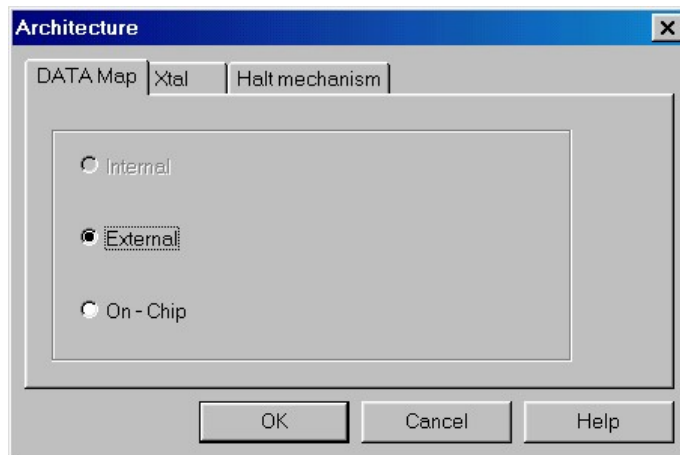 Architecture
DATA Map Xtal Halt mechanism
Internal
External
On - Chip
OK Cancel Help